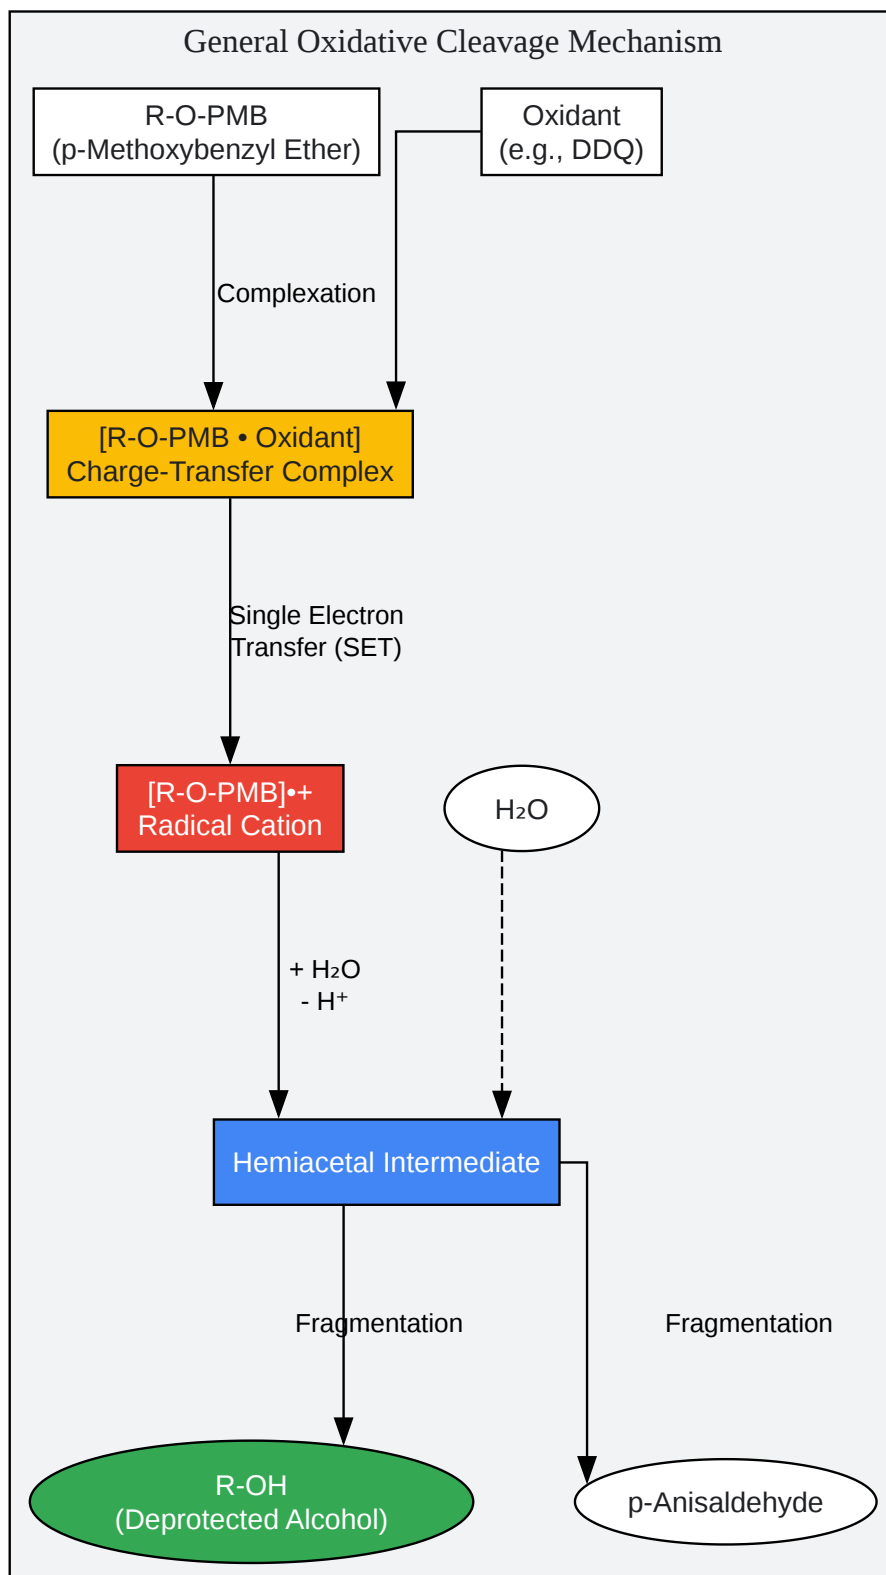 General Oxidative Cleavage Mechanism
R-O-PMB
(p-Methoxybenzyl Ether)
Oxidant
(e.g., DDQ)
Complexation
[R-O-PMB • Oxidant]
Charge-Transfer Complex
Single Electron
Transfer (SET)
[R-O-PMB]•+
Radical Cation
H₂O
+ H₂O
- H⁺
Hemiacetal Intermediate
Fragmentation
Fragmentation
R-OH
(Deprotected Alcohol)
p-Anisaldehyde